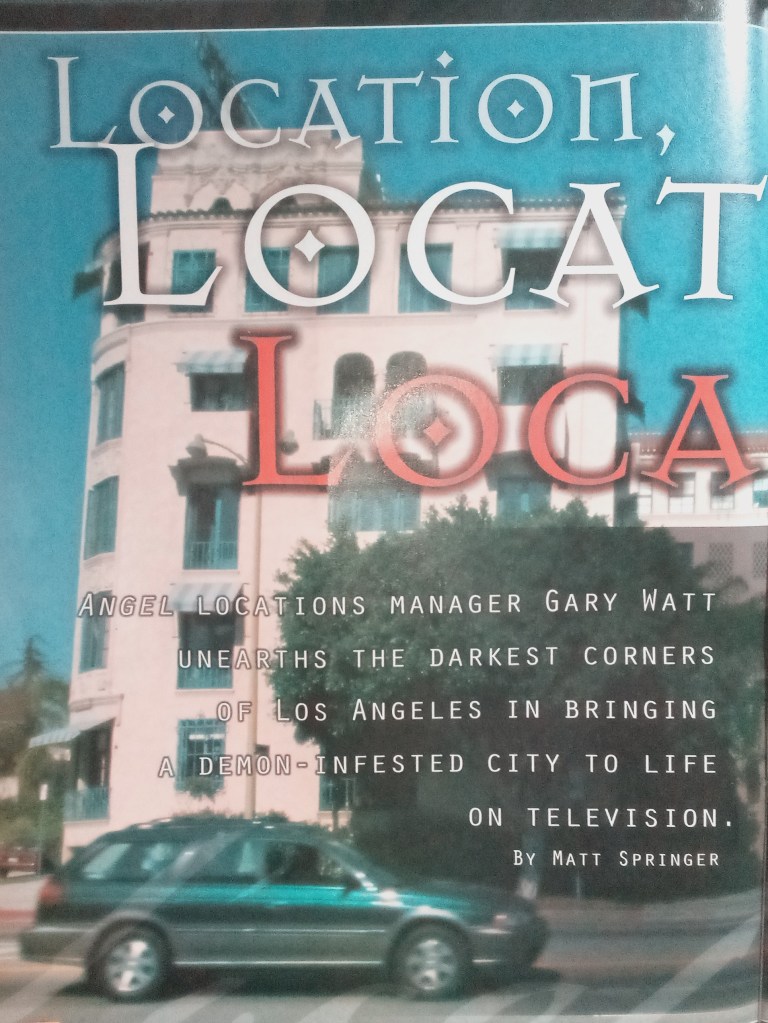 Location,
Locat
Loca
Angel locations manager Gary Watt
unearths the darkest corners
of Los Angeles in bringing
a demon-infested city to life
on television.
By Matt Springer